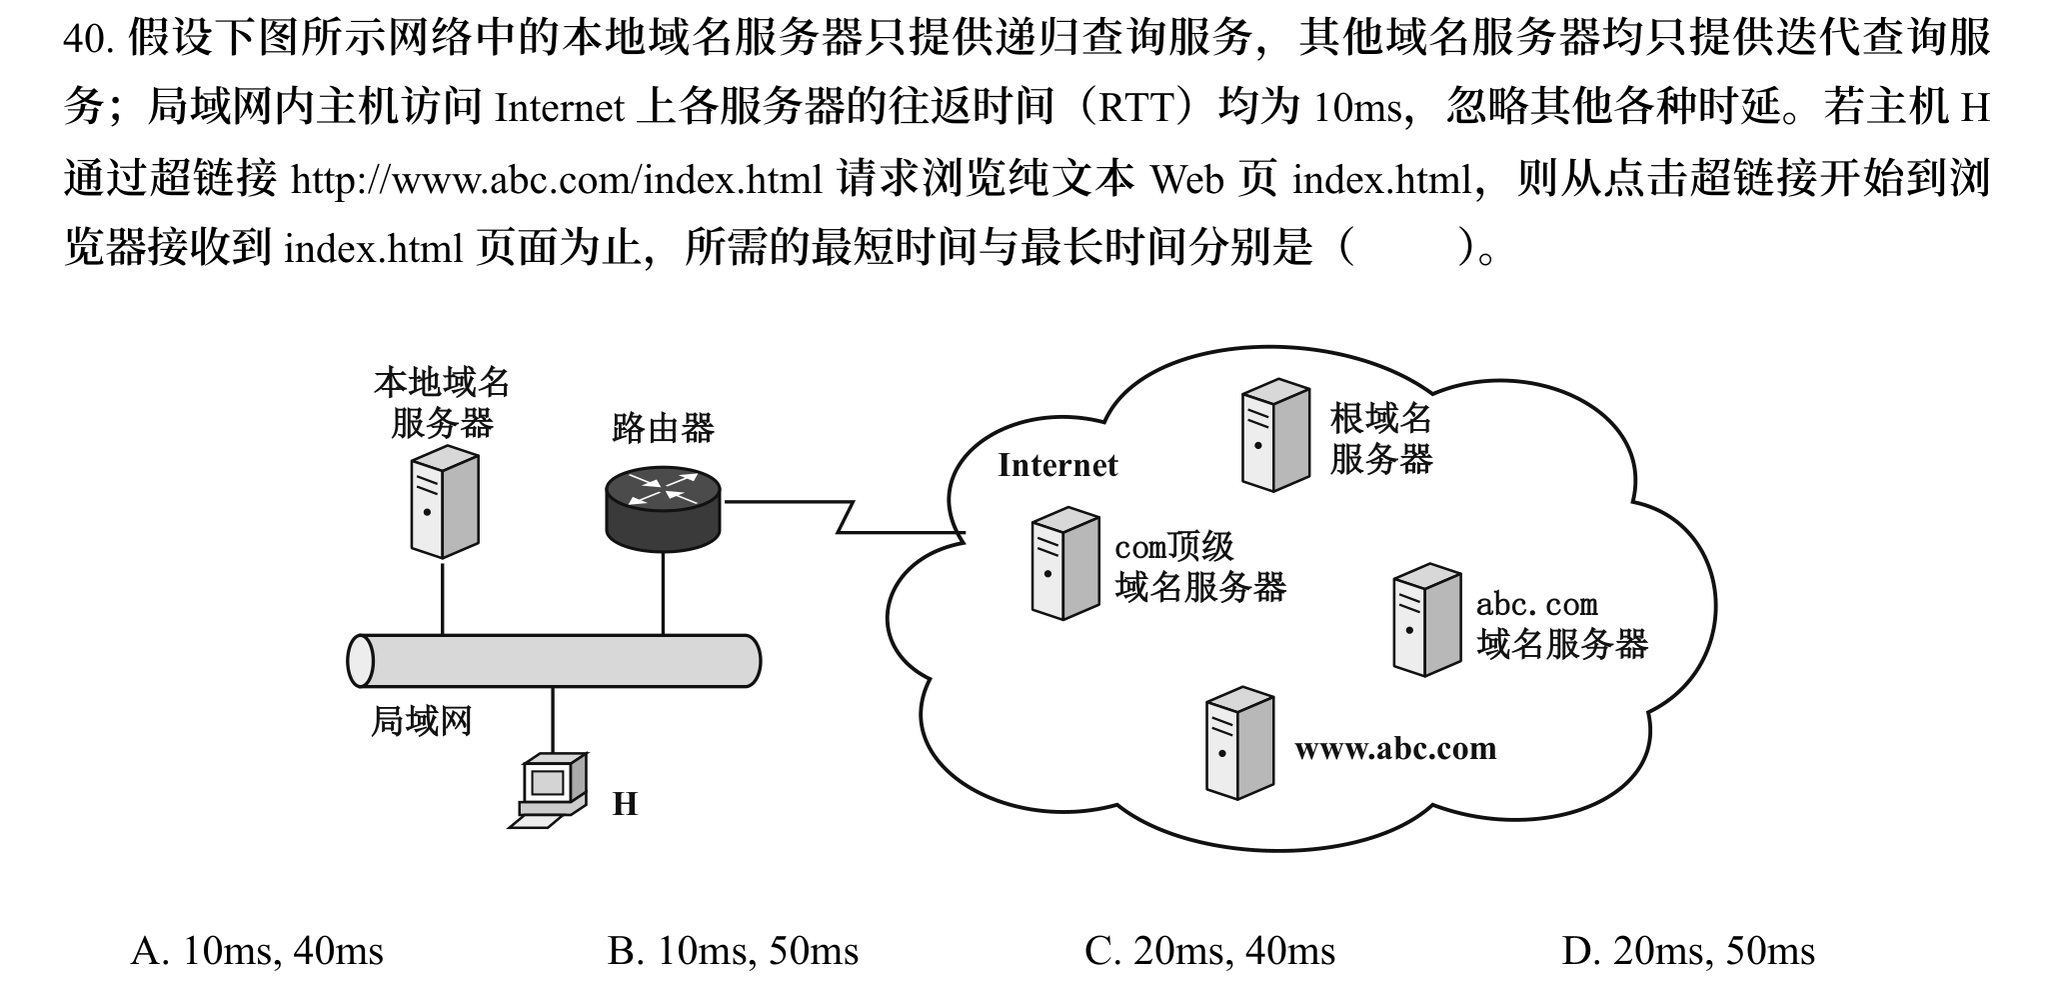 40. 假设下图所示网络中的本地域名服务器只提供递归查询服务，其他域名服务器均只提供迭代查询服
务；局域网内主机访问 Internet 上各服务器的往返时间（RTT）均为 10ms，忽略其他各种时延。若主机 H
通过超链接 http://www.abc.com/index.html 请求浏览纯文本 Web 页 index.html，则从点击超链接开始到浏
览器接收到 index.html 页面为止，所需的最短时间与最长时间分别是（　　）。
本地域名
服务器
路由器
Internet
根域名
服务器
com顶级
域名服务器
abc.com
域名服务器
局域网
www.abc.com
H
A. 10ms, 40ms B. 10ms, 50ms C. 20ms, 40ms D. 20ms, 50ms